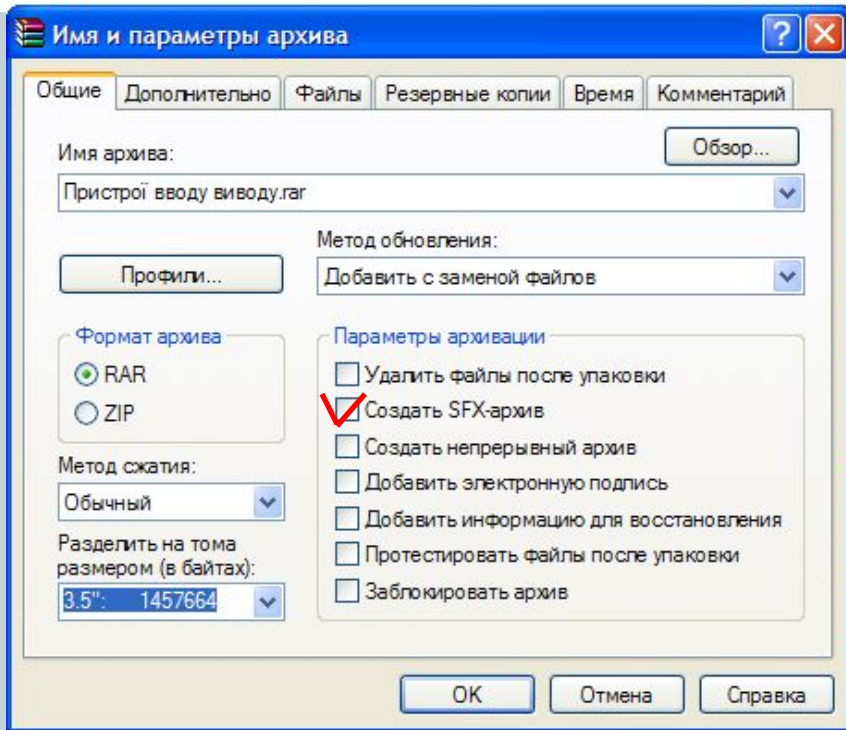 Имя и параметры архива
Общие Дополнительно Файлы Резервные копии Время Комментарий
Имя архива:
Обзор...
Пристрої вводу виводу.rar
Профили...
Метод обновления:
Добавить с заменой файлов
Формат архива
RAR
ZIP
Метод сжатия:
Обычный
Разделить на тома
размером (в байтах):
3.5": 1457664
Параметры архивации
Удалить файлы после упаковки
Создать SFX-архив
Создать непрерывный архив
Добавить электронную подпись
Добавить информацию для восстановления
Протестировать файлы после упаковки
Заблокировать архив
OK Отмена Справка